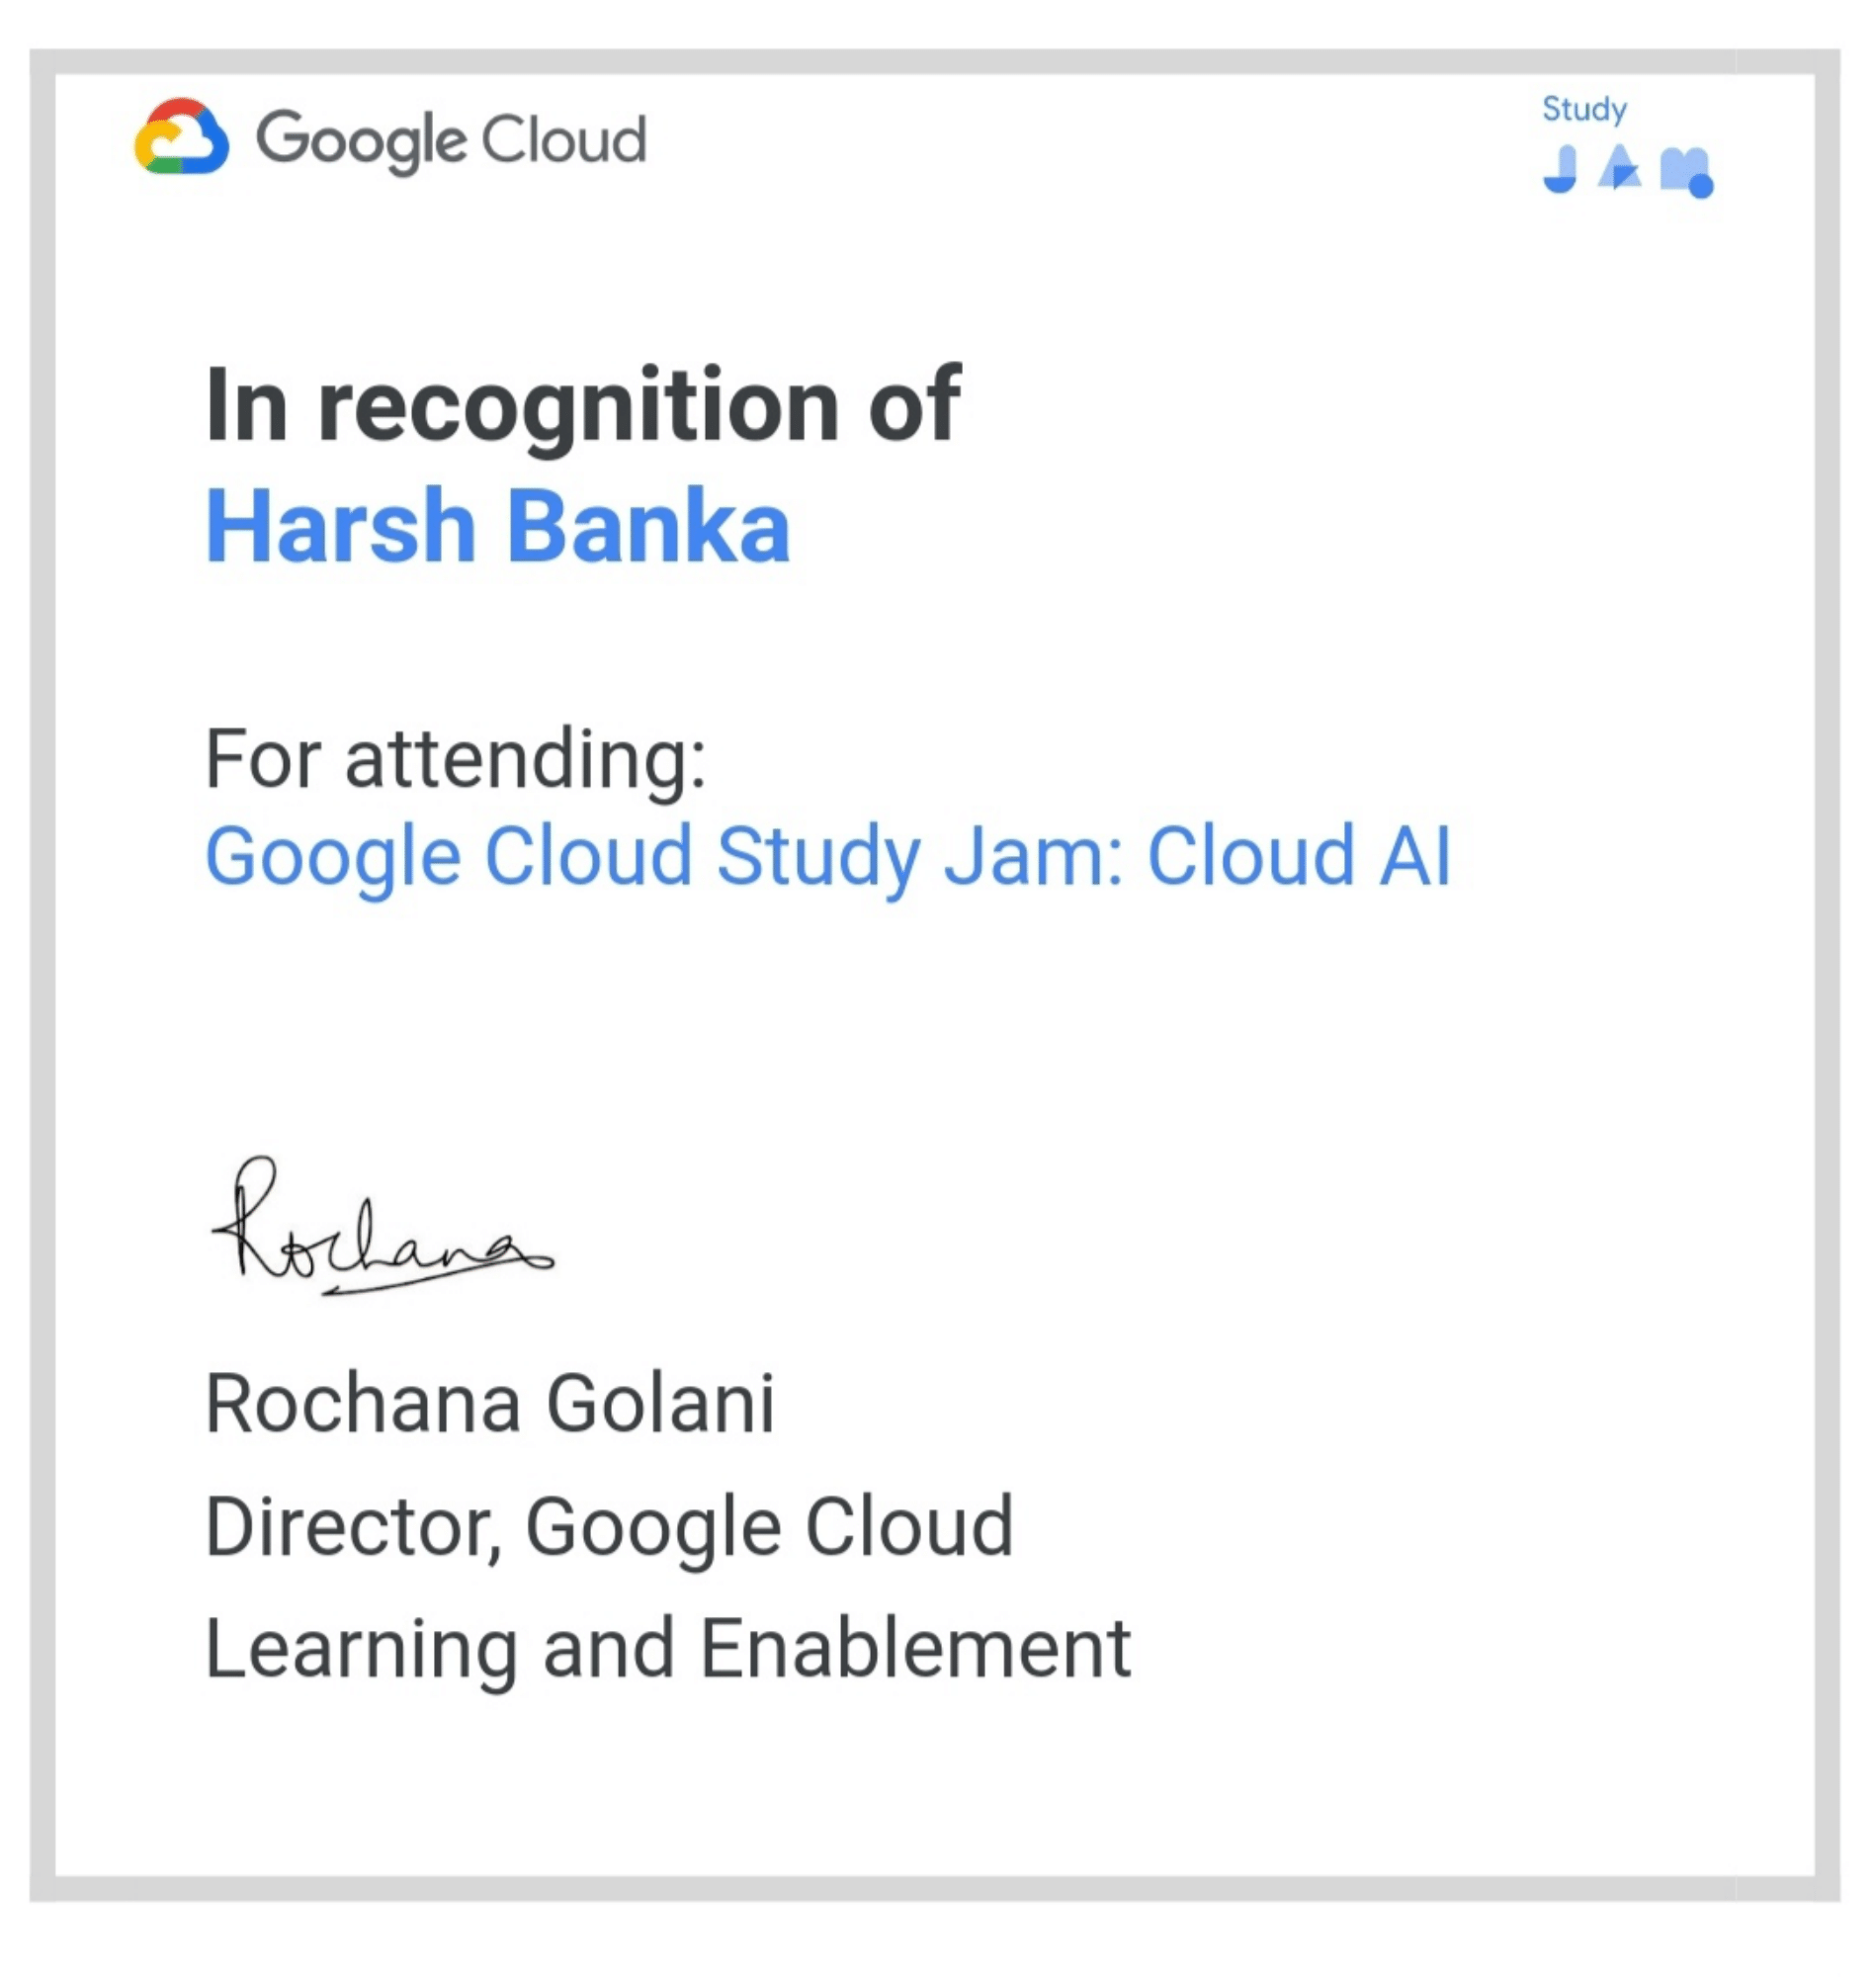 Google Cloud
Study
JAM
In recognition of
Harsh Banka
For attending:
Google Cloud Study Jam: Cloud AI
Rochana
Rochana Golani
Director, Google Cloud
Learning and Enablement